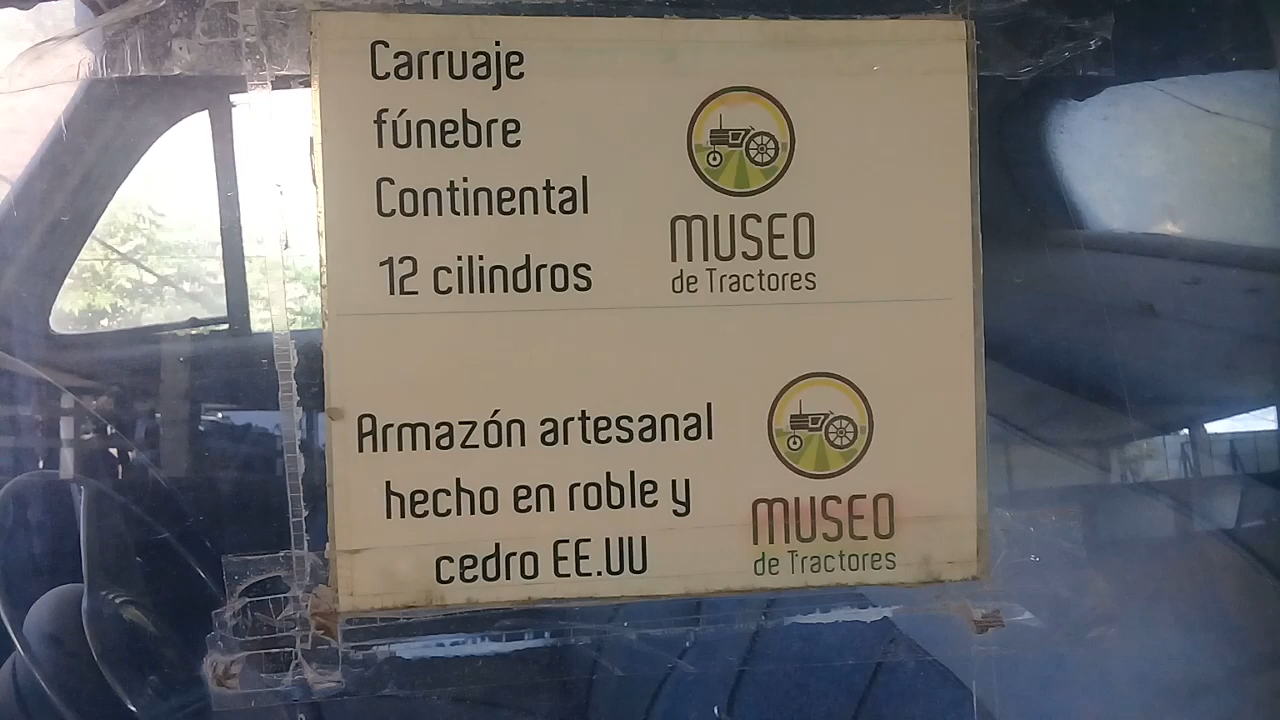 Carruaje
fúnebre
Continental
12 cilindros
MUSEO
de Tractores
Armazón artesanal
hecho en roble y
cedro EE.UU
MUSEO
de Tractores